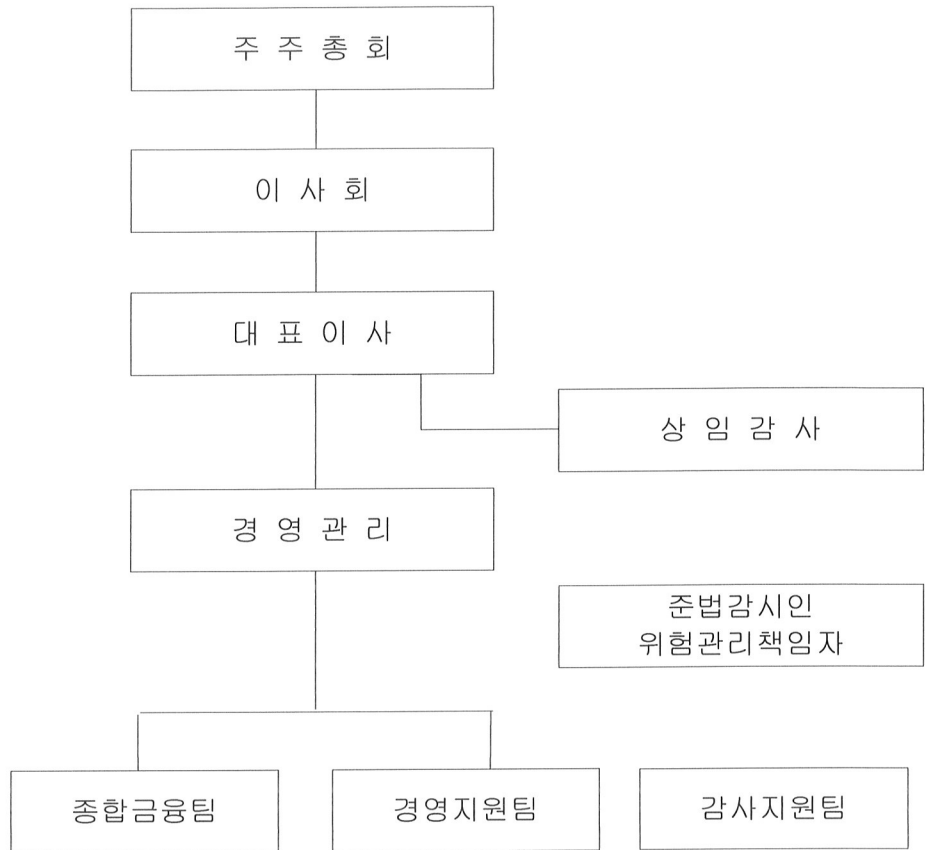 주 주 총 회
이 사 회
대 표 이 사
상 임 감 사
경 영 관 리
준법감시인
위험관리책임자
종합금융팀
경영지원팀
감사지원팀